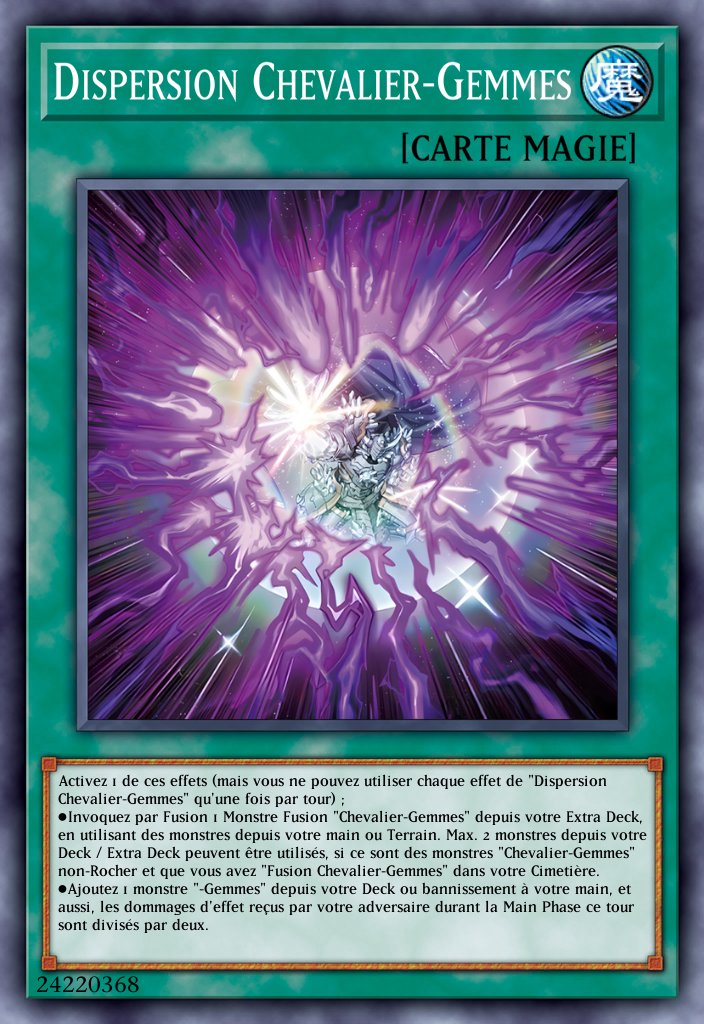 Dispersion Chevalier-Gemmes 魔
[CARTE MAGIE]
Activez 1 de ces effets (mais vous ne pouvez utiliser chaque effet de "Dispersion
Chevalier-Gemmes" qu'une fois par tour) ;
●Invoquez par Fusion 1 Monstre Fusion "Chevalier-Gemmes" depuis votre Extra Deck,
en utilisant des monstres depuis votre main ou Terrain. Max. 2 monstres depuis votre
Deck / Extra Deck peuvent être utilisés, si ce sont des monstres "Chevalier-Gemmes"
non-Rocher et que vous avez "Fusion Chevalier-Gemmes" dans votre Cimetière.
●Ajoutez 1 monstre "-Gemmes" depuis votre Deck ou bannissement à votre main, et
aussi, les dommages d'effet reçus par votre adversaire durant la Main Phase ce tour
sont divisés par deux.
24220368